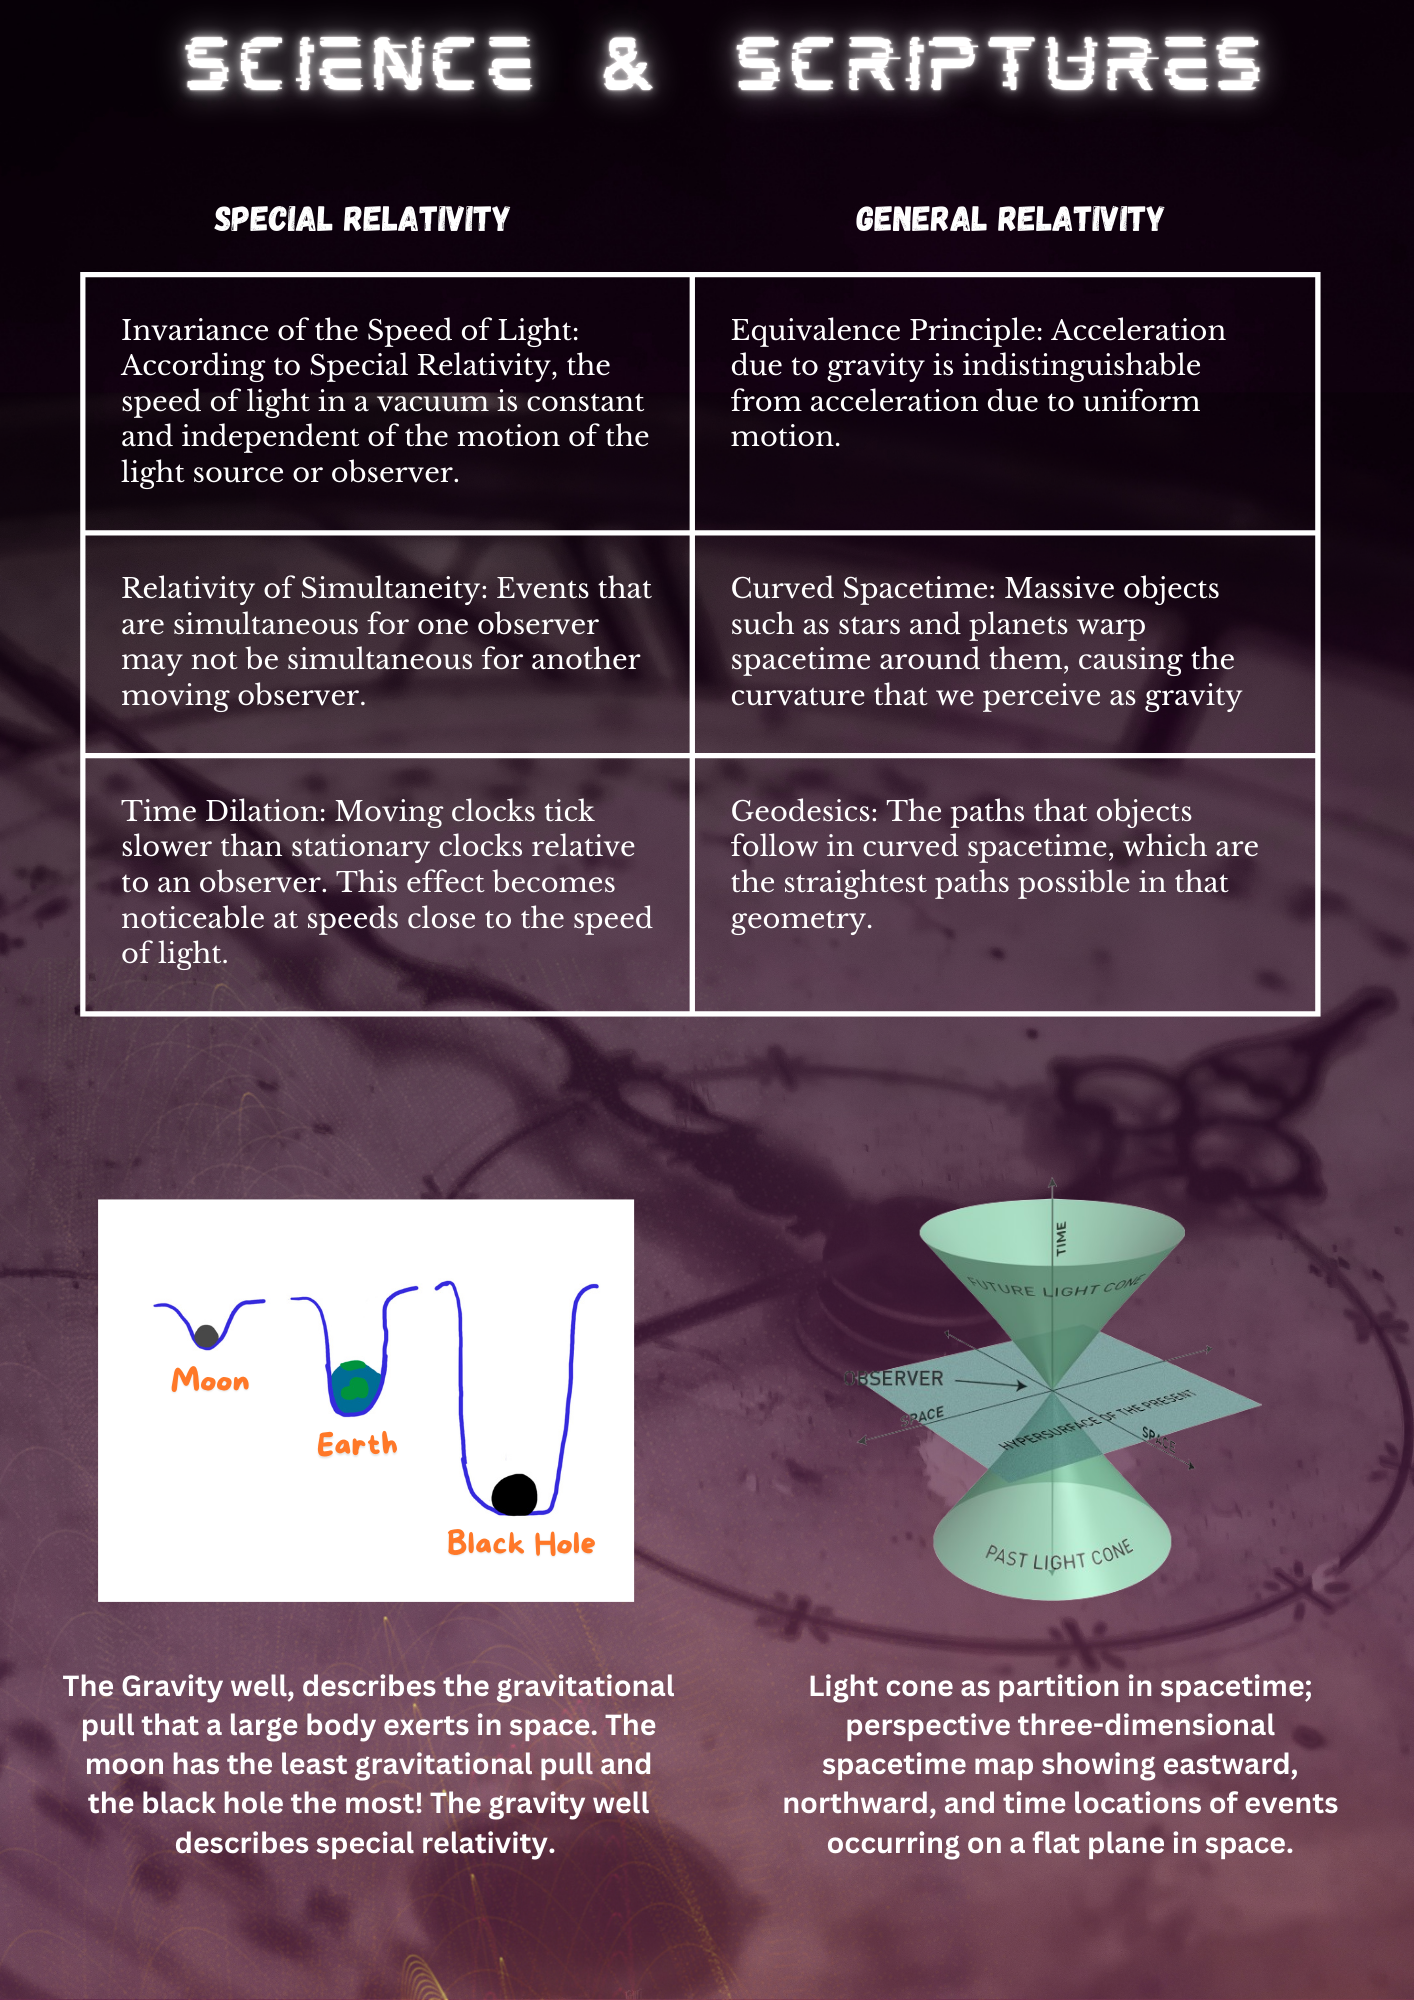 SCIENCE & SCRIPTURES
SPECIAL RELATIVITY
GENERAL RELATIVITY
Invariance of the Speed of Light:
According to Special Relativity, the
speed of light in a vacuum is constant
and independent of the motion of the
light source or observer.
Equivalence Principle: Acceleration
due to gravity is indistinguishable
from acceleration due to uniform
motion.
Relativity of Simultaneity: Events that
are simultaneous for one observer
may not be simultaneous for another
moving observer.
Curved Spacetime: Massive objects
such as stars and planets warp
spacetime around them, causing the
curvature that we perceive as gravity
Time Dilation: Moving clocks tick
slower than stationary clocks relative
to an observer. This effect becomes
noticeable at speeds close to the speed
of light.
Geodesics: The paths that objects
follow in curved spacetime, which are
the straightest paths possible in that
geometry.
Moon
Earth
Black Hole
TIME
FUTURE LIGHT CONE
OBSERVER
SPACE
HYPERSURFACE OF THE PRESENT
SPACE
PAST LIGHT CONE
The Gravity well, describes the gravitational
pull that a large body exerts in space. The
moon has the least gravitational pull and
the black hole the most! The gravity well
describes special relativity.
Light cone as partition in spacetime;
perspective three-dimensional
spacetime map showing eastward,
northward, and time locations of events
occurring on a flat plane in space.